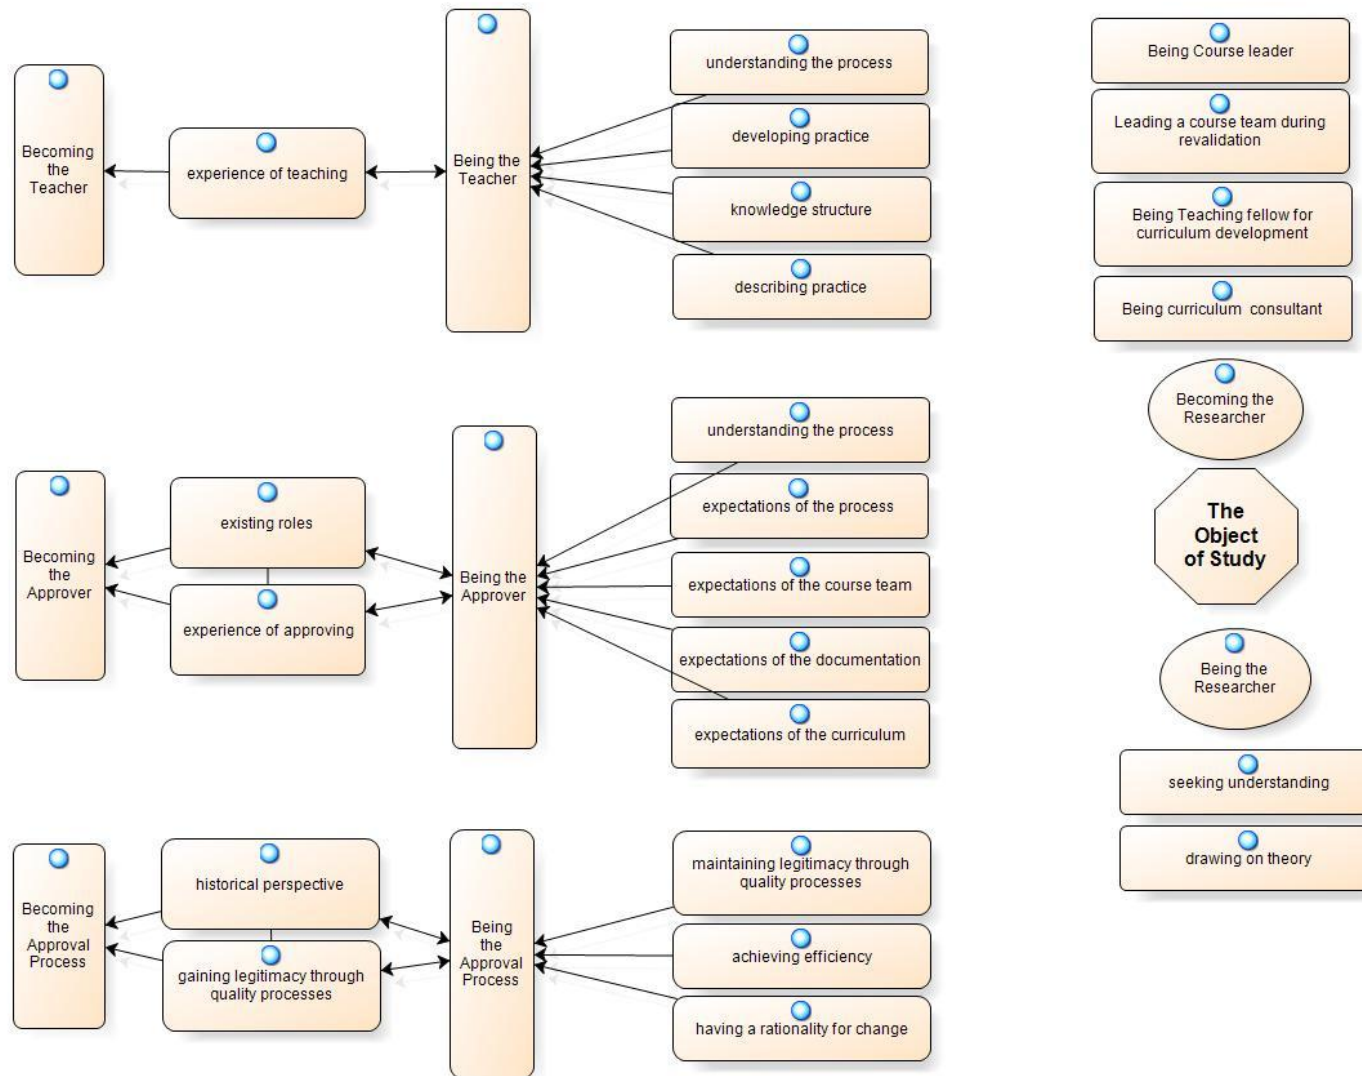 Becoming
the
Teacher
experience of teaching
Being the
Teacher
understanding the process
developing practice
knowledge structure
describing practice
Becoming
the
Approver
existing roles
experience of approving
Being the
Approver
understanding the process
expectations of the process
expectations of the course team
expectations of the documentation
expectations of the curriculum
Becoming
the
Approval
Process
historical perspective
gaining legitimacy through
quality processes
Being
the
Approval
Process
maintaining legitimacy through
quality processes
achieving efficiency
having a rationality for change
Being Course leader
Leading a course team during
revalidation
Being Teaching fellow for
curriculum development
Being curriculum consultant
Becoming the
Researcher
The
Object
of Study
Being the
Researcher
seeking understanding
drawing on theory